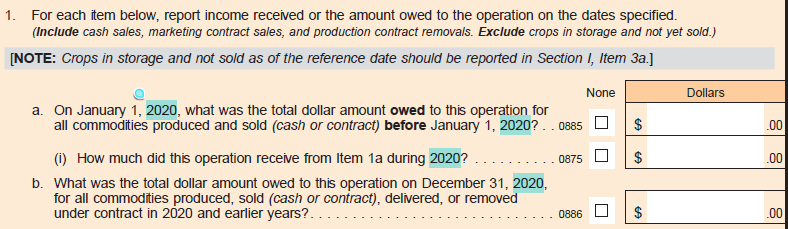 1. For each item below, report income received or the amount owed to the operation on the dates specified.
(Include cash sales, marketing contract sales, and production contract removals. Exclude crops in storage and not yet sold.)
[NOTE: Crops in storage and not sold as of the reference date should be reported in Section I, Item 3a.]
None Dollars
a. On January 1, 2020, what was the total dollar amount owed to this operation for
all commodities produced and sold (cash or contract) before January 1, 2020? . . 0885 $ .00
(i) How much did this operation receive from Item 1a during 2020? . . . . . . . . . . 0875 $ .00
b. What was the total dollar amount owed to this operation on December 31, 2020,
for all commodities produced, sold (cash or contract), delivered, or removed
under contract in 2020 and earlier years?. . . . . . . . . . . . . . . . . . . . . . . . . . . . 0886 $ .00